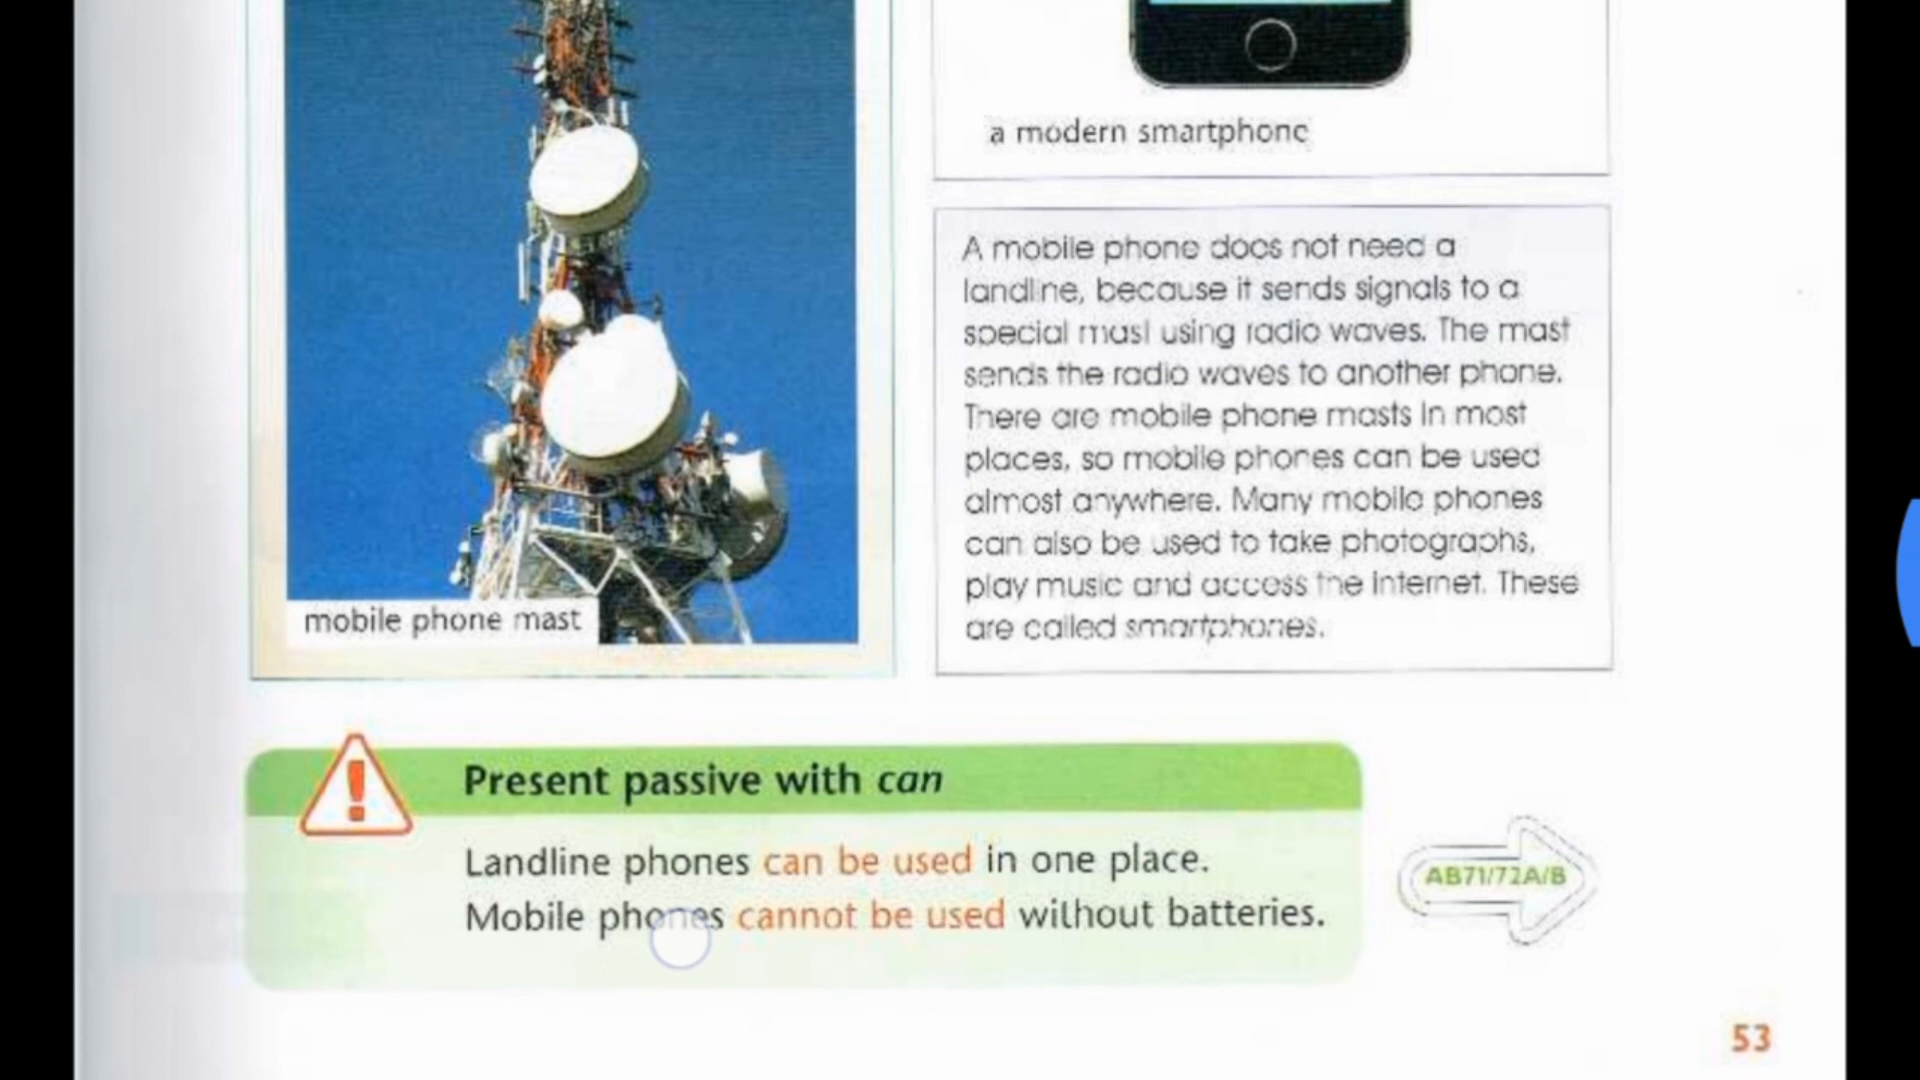 a modern smartphone
A mobile phone does not need a
landline, because it sends signals to a
special mast using radio waves. The mast
sends the radio waves to another phone.
There are mobile phone masts in most
places, so mobile phones can be used
almost anywhere. Many mobile phones
can also be used to take photographs,
play music and access the internet. These
are called smartphones.
mobile phone mast
Present passive with can
Landline phones can be used in one place.
Mobile phones cannot be used without batteries.
AB71/72A/B
53